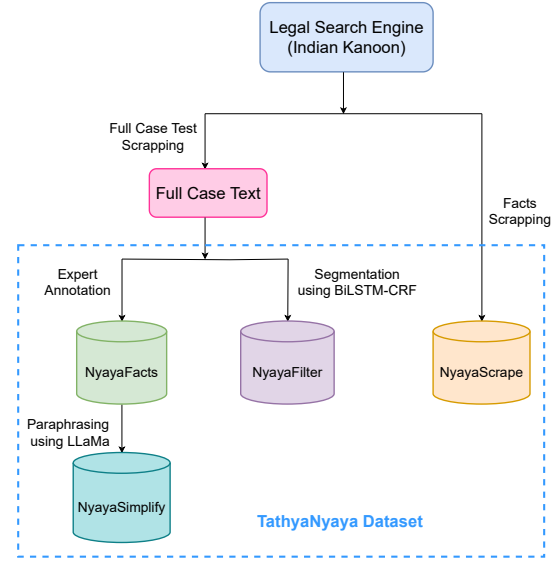 Legal Search Engine
(Indian Kanoon)
Full Case Test
Scrapping
Full Case Text
Facts
Scrapping
Expert
Annotation
Segmentation
using BiLSTM-CRF
NyayaFacts
NyayaFilter
NyayaScrape
Paraphrasing
using LLaMa
NyayaSimplify
TathyaNyaya Dataset